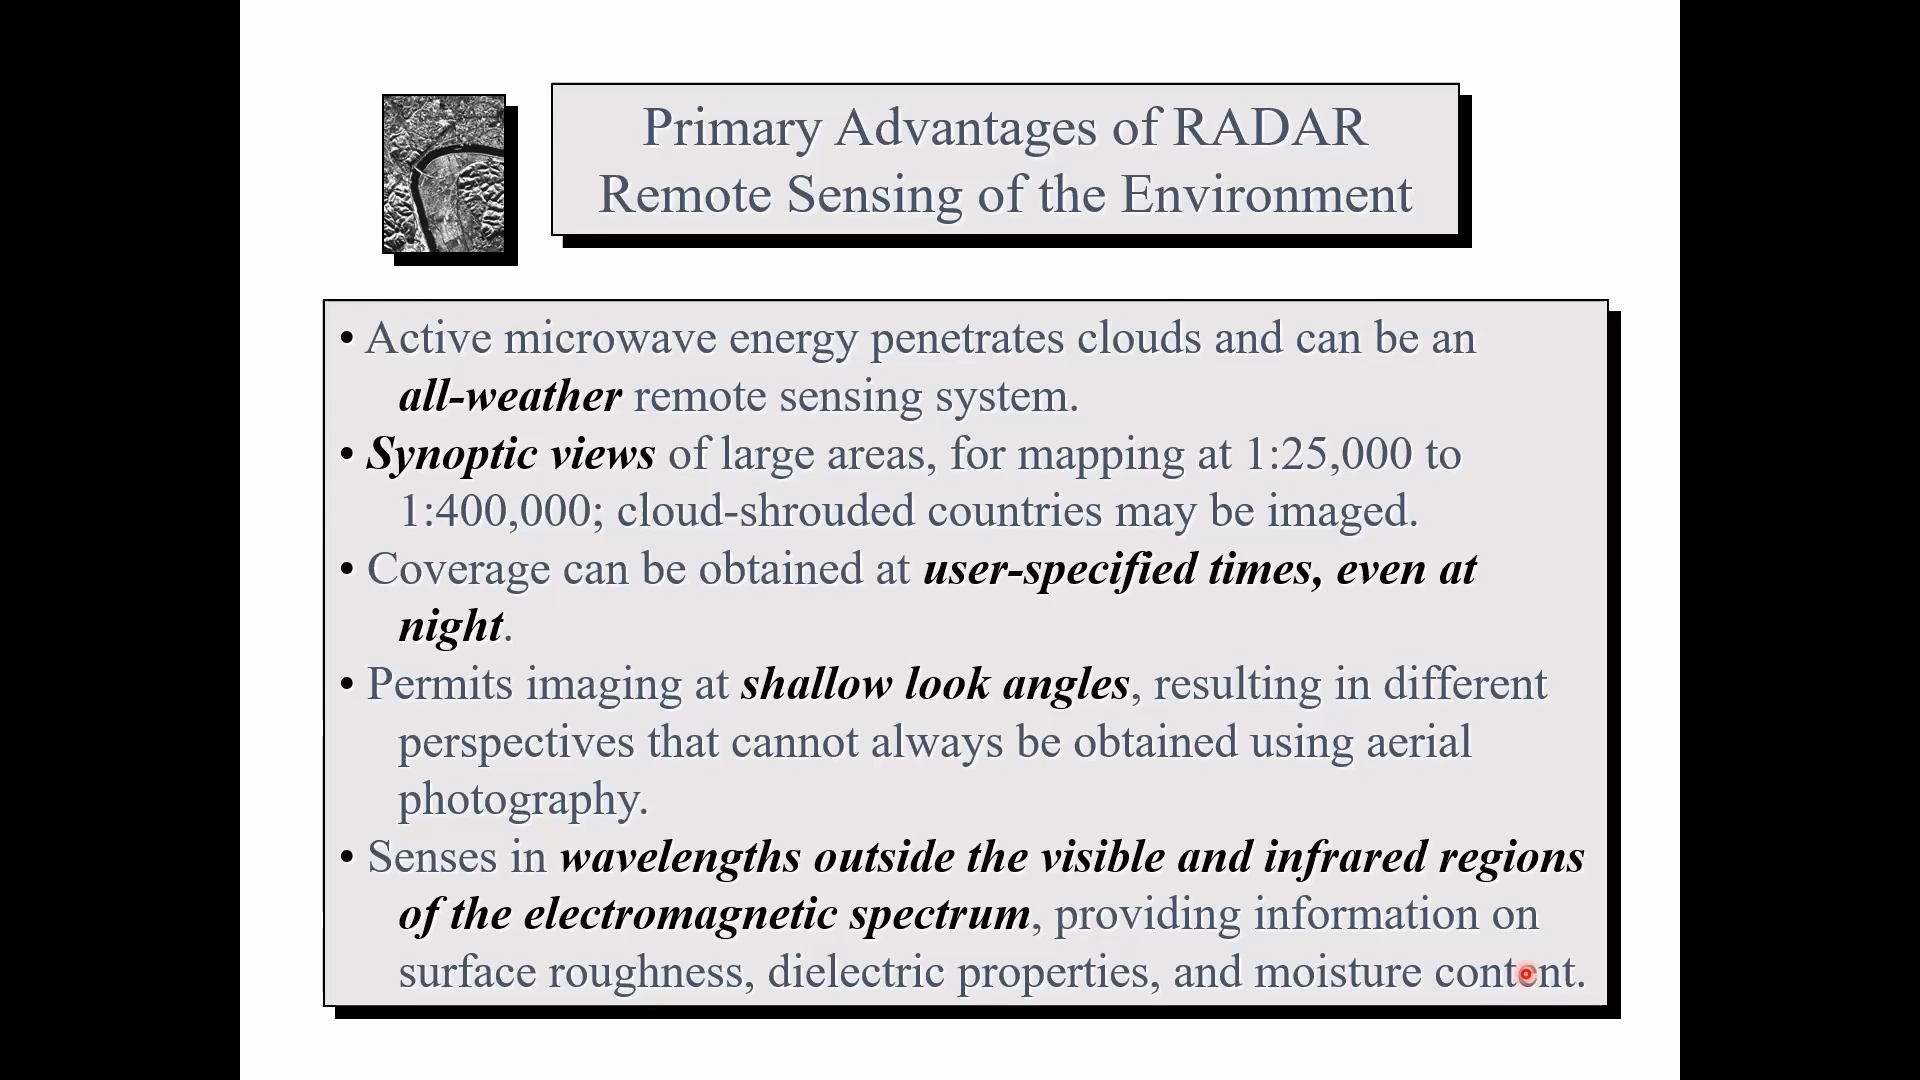 Primary Advantages of RADAR
Remote Sensing of the Environment
• Active microwave energy penetrates clouds and can be an
all-weather remote sensing system.
• Synoptic views of large areas, for mapping at 1:25,000 to
1:400,000; cloud-shrouded countries may be imaged.
• Coverage can be obtained at user-specified times, even at
night.
• Permits imaging at shallow look angles, resulting in different
perspectives that cannot always be obtained using aerial
photography.
• Senses in wavelengths outside the visible and infrared regions
of the electromagnetic spectrum, providing information on
surface roughness, dielectric properties, and moisture content.